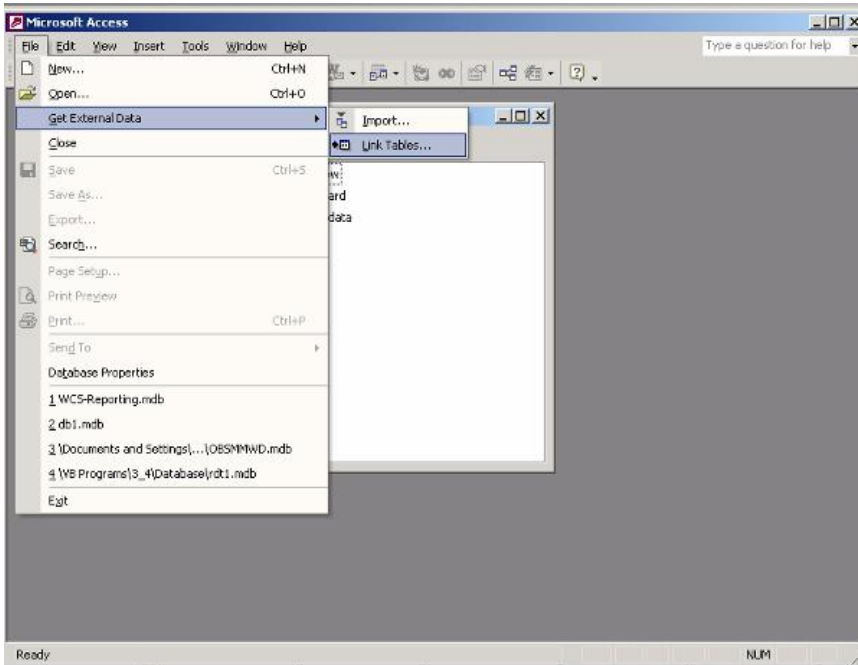 Microsoft Access
File Edit View Insert Tools Window Help
Type a question for help
New... Ctrl+N
Open... Ctrl+O
Get External Data
Import...
Close
Link Tables...
Save Ctrl+S
Save As...
ard
Export...
data
Search...
Page Setup...
Print Preview
Print... Ctrl+P
Send To
Database Properties
1 WCS-Reporting.mdb
2 db1.mdb
3 \Documents and Settings\...\OBSMMWD.mdb
4 \VB Programs\3_4\Database\rdt1.mdb
Exit
Ready
NUM